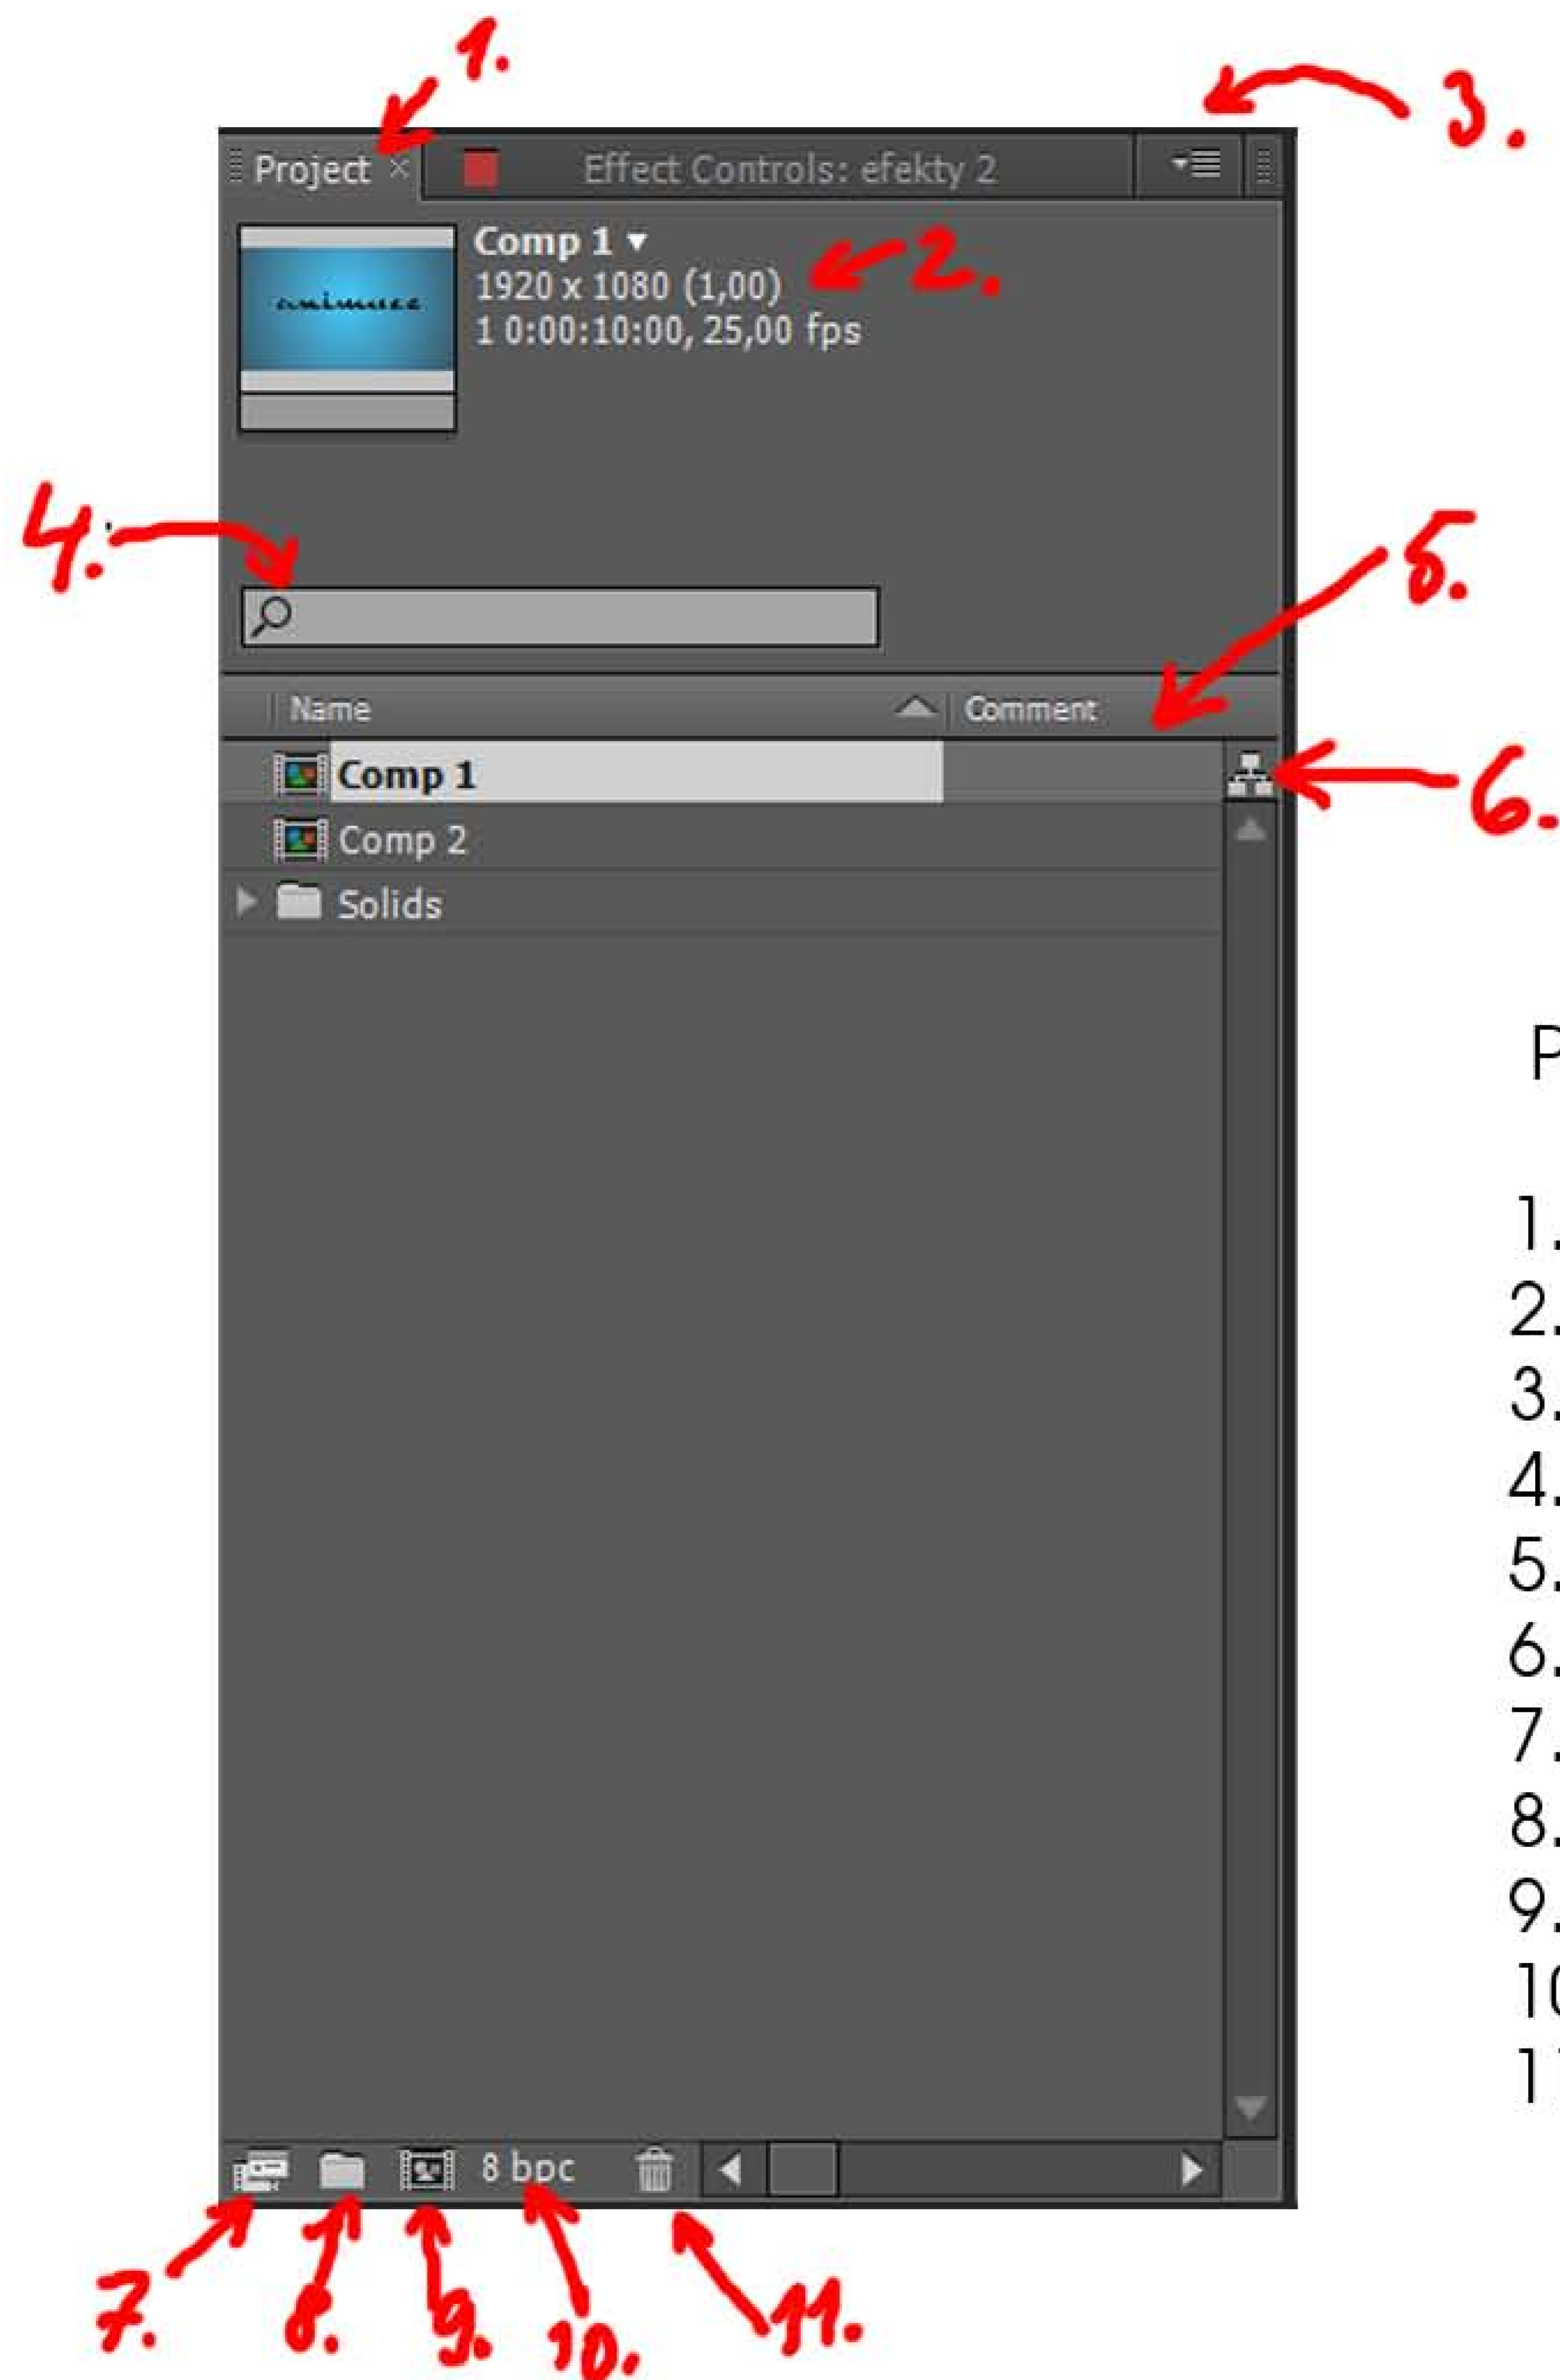 1.
3.
Project × Effect Controls: efekty 2
Comp 1
1920 x 1080 (1,00)
2.
1 0:00:10:00, 25,00 fps
4.
5.
Name Comment
Comp 1
6.
Comp 2
Solids
P
1.
2.
3.
4.
5.
6.
7.
8.
9.
10
11
8 bpc
7.
8.
9.
10.
11.